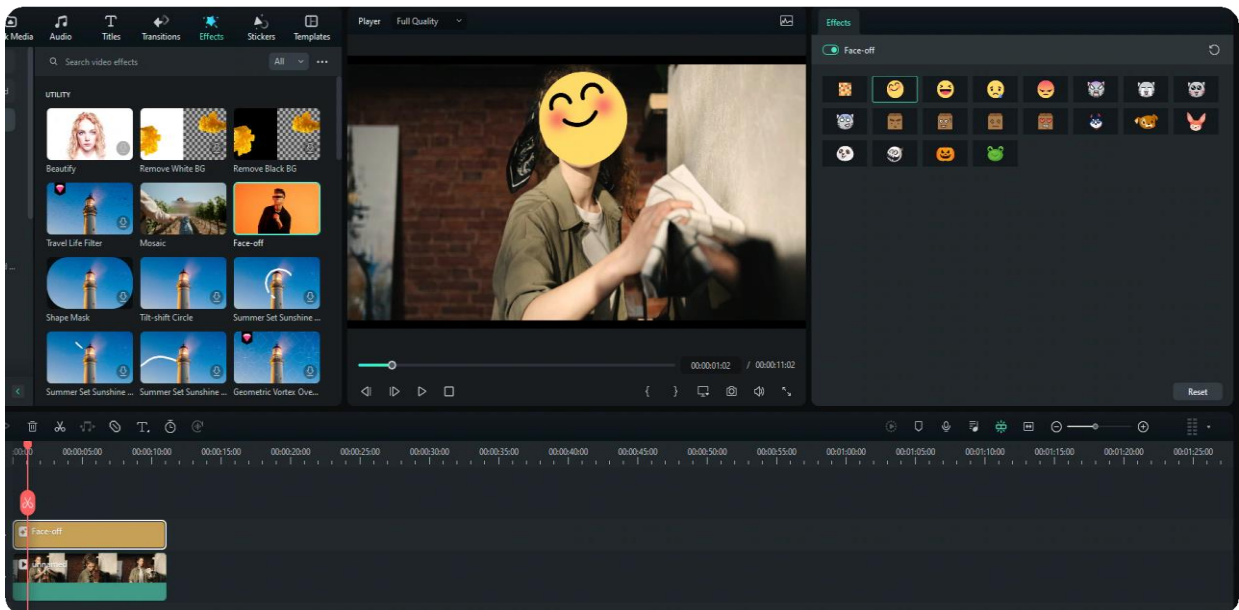 Media Audio Titles Transitions Effects Stickers Templates
Search video effects All
UTILITY
Beautify Remove White BG Remove Black BG
Travel Life Filter Mosaic Face-off
Shape Mask Tilt-shift Circle Summer Set Sunshine ...
Summer Set Sunshine ... Summer Set Sunshine ... Geometric Vortex Ove...
Player Full Quality
00:00:01:02 / 00:00:11:02
Effects
Face-off
Reset
00:00:05:00 00:00:10:00 00:00:15:00 00:00:20:00 00:00:25:00 00:00:30:00 00:00:35:00 00:00:40:00 00:00:45:00 00:00:50:00 00:00:55:00 00:01:00:00 00:01:05:00 00:01:10:00 00:01:15:00 00:01:20:00 00:01:25:00
Face-off
unnamed